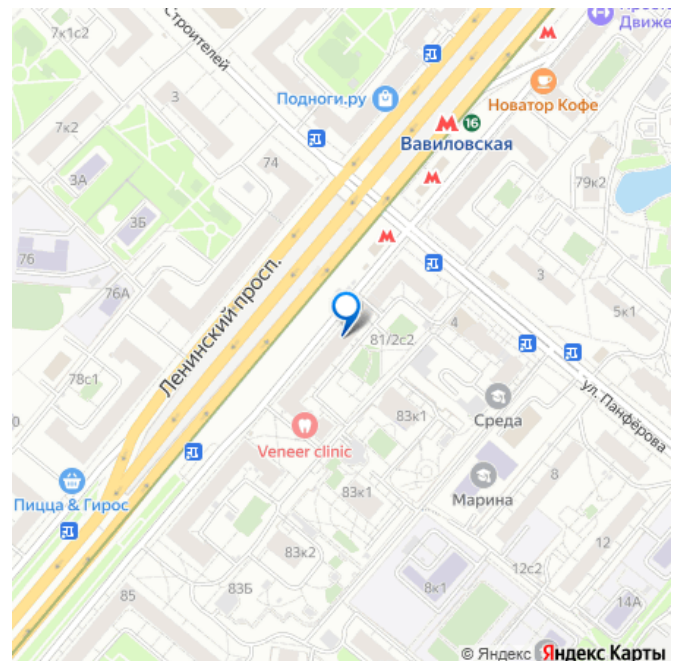 7к1с2
Строителей
Движе
3
Подноги.ру
Новатор Кофе
7к2
16
Вавиловская
74
3А
79к2
3Б
76
76А
3
5к1
Ленинский просп.
81/2с2
4
78с1
83к1
Среда
ул. Панфёрова
Veneer clinic
Пицца & Гирос
83к1
Марина
8
83к2
12
12с2
85
83Б
8к1
14А
© Яндекс Яндекс Карты